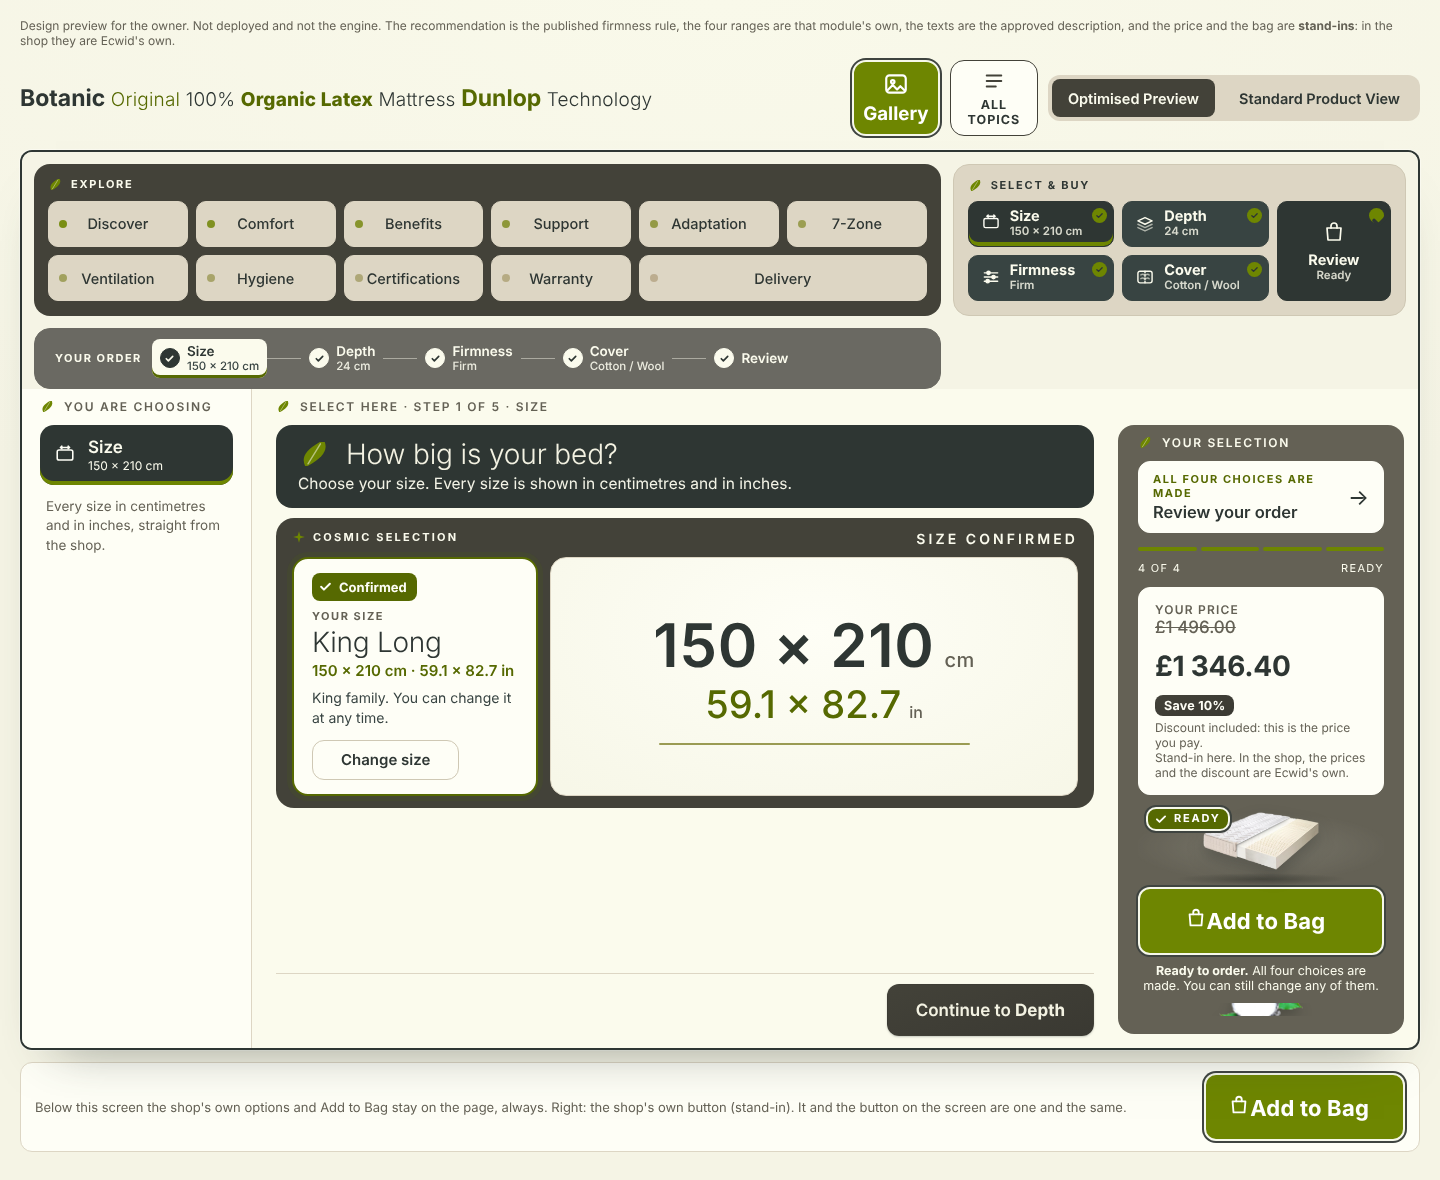 Design preview for the owner. Not deployed and not the engine. The recommendation is the published firmness rule, the four ranges are that module's own, the texts are the approved description, and the price and the bag are stand-ins: in the
shop they are Ecwid's own.
Botanic Original 100% Organic Latex Mattress Dunlop Technology
Gallery
ALL
TOPICS
Optimised Preview
Standard Product View
EXPLORE
Discover
Comfort
Benefits
Support
Adaptation
7-Zone
Ventilation
Hygiene
Certifications
Warranty
Delivery
SELECT & BUY
Size
150 × 210 cm
Depth
24 cm
Firmness
Firm
Cover
Cotton / Wool
Review
Ready
YOUR ORDER
Size
150 × 210 cm
Depth
24 cm
Firmness
Firm
Cover
Cotton / Wool
Review
YOU ARE CHOOSING
Size
150 × 210 cm
Every size in centimetres
and in inches, straight from
the shop.
SELECT HERE · STEP 1 OF 5 · SIZE
How big is your bed?
Choose your size. Every size is shown in centimetres and in inches.
COSMIC SELECTION
SIZE CONFIRMED
Confirmed
YOUR SIZE
King Long
150 × 210 cm · 59.1 × 82.7 in
King family. You can change it
at any time.
Change size
150 × 210 cm
59.1 × 82.7 in
Continue to Depth
YOUR SELECTION
ALL FOUR CHOICES ARE
MADE
Review your order
4 OF 4
READY
YOUR PRICE
£1 496.00
£1 346.40
Save 10%
Discount included: this is the price
you pay.
Stand-in here. In the shop, the prices
and the discount are Ecwid's own.
READY
Add to Bag
Ready to order. All four choices are
made. You can still change any of them.
Below this screen the shop's own options and Add to Bag stay on the page, always. Right: the shop's own button (stand-in). It and the button on the screen are one and the same.
Add to Bag